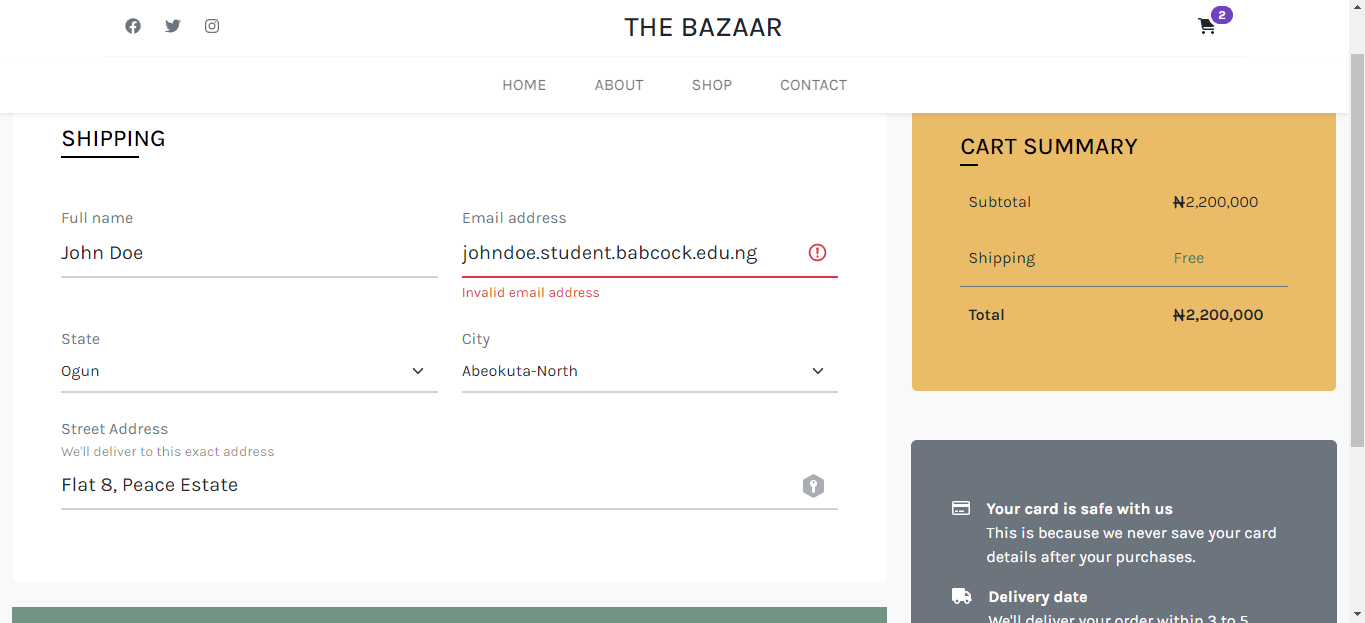 THE BAZAAR
2
HOME ABOUT SHOP CONTACT
SHIPPING
Full name
John Doe
Email address
johndoe.student.babcock.edu.ng
Invalid email address
State
Ogun
City
Abeokuta-North
Street Address
We'll deliver to this exact address
Flat 8, Peace Estate
CART SUMMARY
Subtotal ₦2,200,000
Shipping Free
Total ₦2,200,000
Your card is safe with us
This is because we never save your card
details after your purchases.
Delivery date
We'll deliver your order within 3 to 5